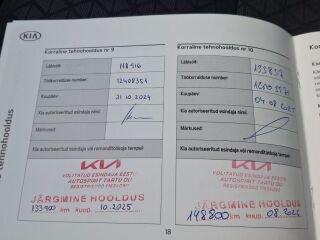 KIA
Korraline tehnohooldus nr 9
Läbisõit:
118 516
Töökorralduse number:
12408354
Kuupäev:
31.10.2024
Kia autoriseeritud esindaja nimi
Märkused:
Kia autoriseeritud esindaja või remonditöökoja tempel:
KIA
VOLITATUD ESINDAJA EESTIS
AUTOSPIRIT TARTU OÜ
JÄRGMINE HOOLDUS
133 500 km kuup. 10.2025
Korraline tehnohooldus nr 10
Läbisõit:
133837
Töökorralduse number:
Kuupäev:
04.08.2025
Kia autoriseeritud esindaja nimi
Märkused:
Kia autoriseeritud esindaja või remonditöökoja tempel:
KIA
VOLITATUD ESINDAJA EESTIS
AUTOSPIRIT TARTU OÜ
JÄRGMINE HOOLDUS
148800 km kuup. 08.2026
18
tehnohooldus